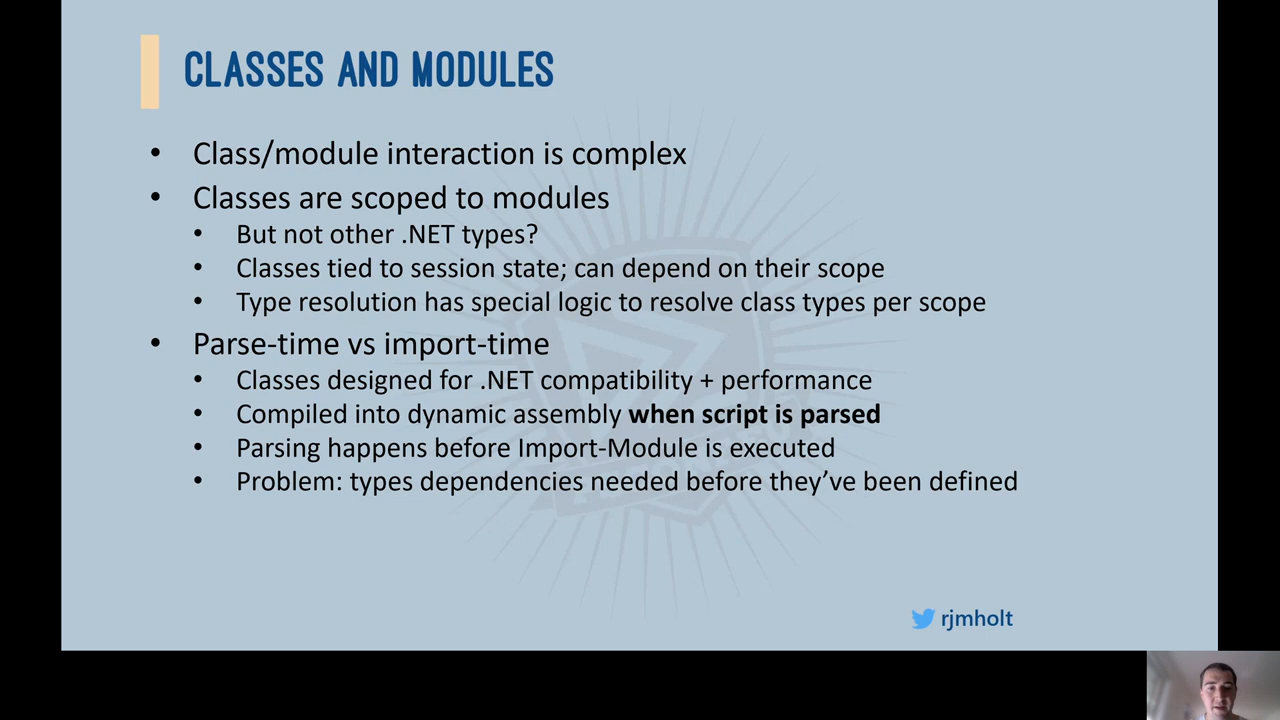 CLASSES AND MODULES
• Class/module interaction is complex
• Classes are scoped to modules
• But not other .NET types?
• Classes tied to session state; can depend on their scope
• Type resolution has special logic to resolve class types per scope
• Parse-time vs import-time
• Classes designed for .NET compatibility + performance
• Compiled into dynamic assembly when script is parsed
• Parsing happens before Import-Module is executed
• Problem: types dependencies needed before they’ve been defined
rjmholt